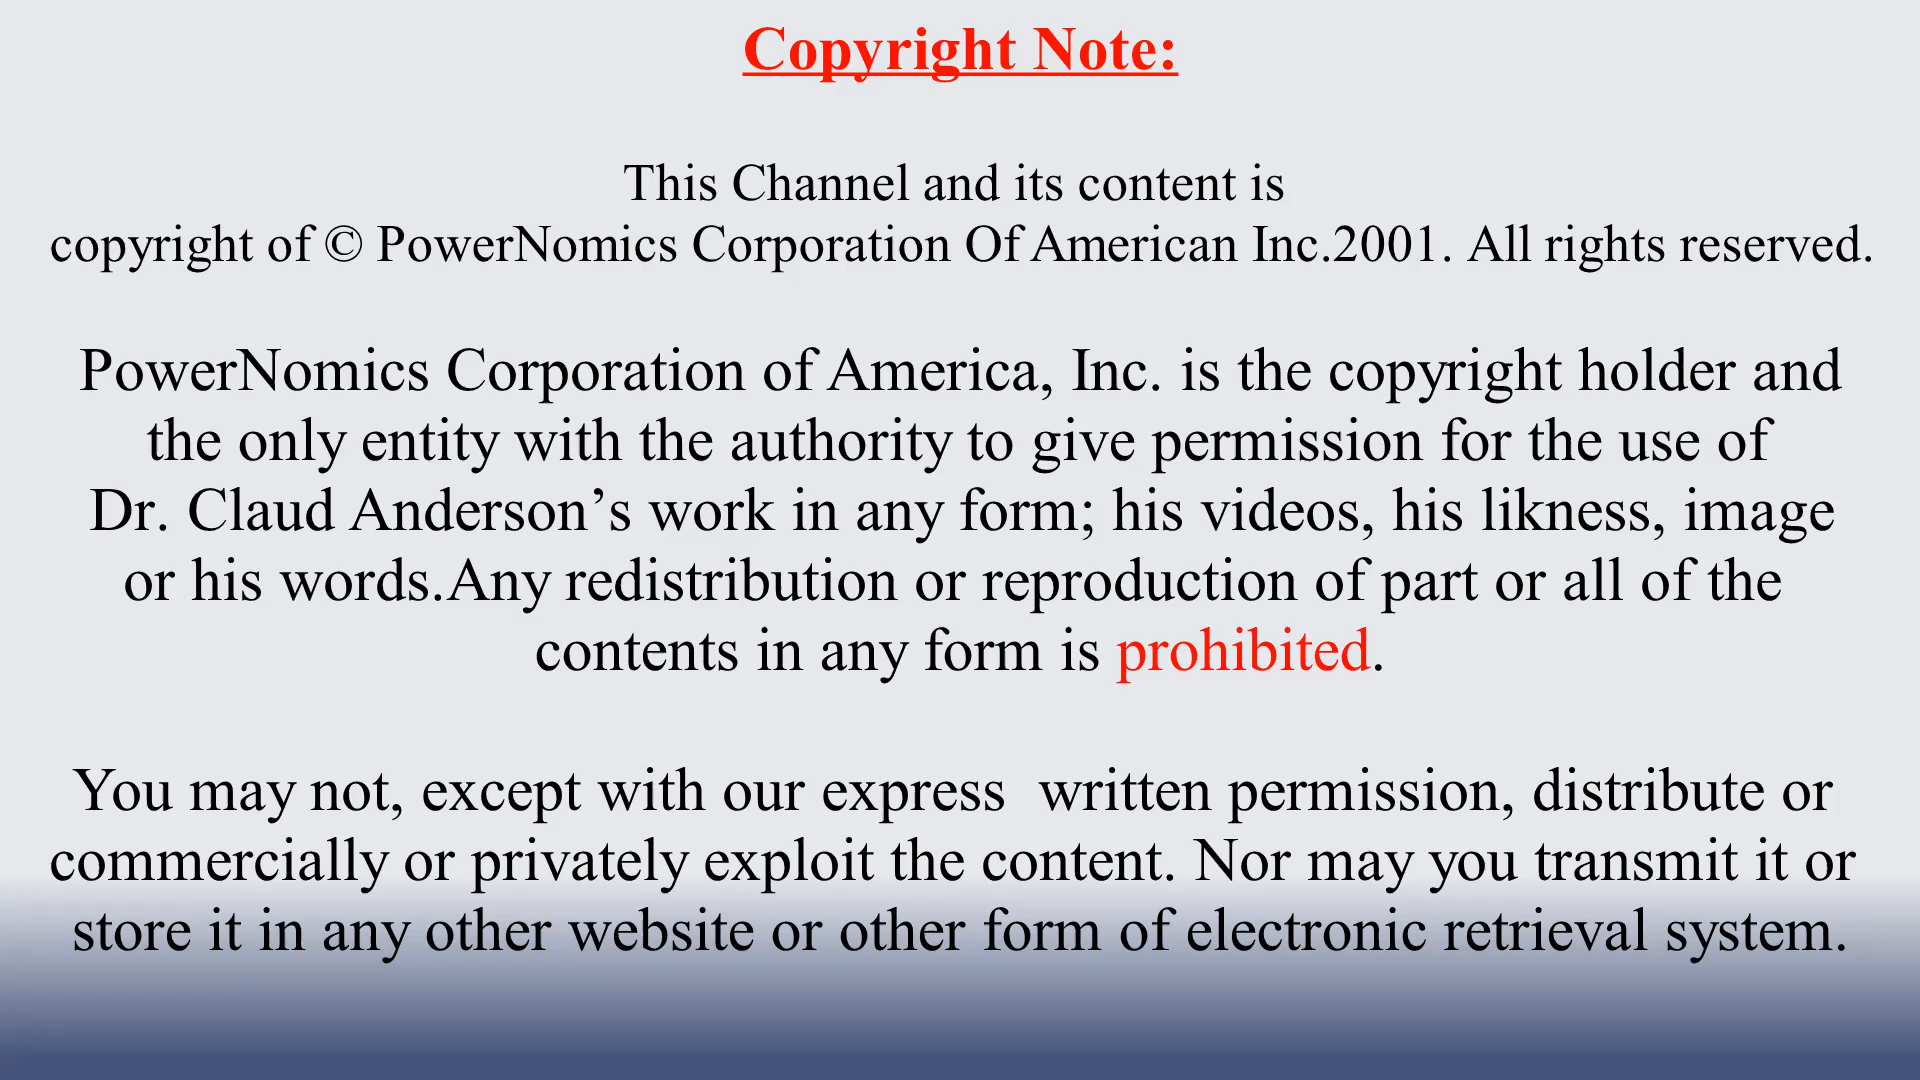 Copyright Note:
This Channel and its content is
copyright of © PowerNomics Corporation Of American Inc.2001. All rights reserved.
PowerNomics Corporation of America, Inc. is the copyright holder and
the only entity with the authority to give permission for the use of
Dr. Claud Anderson’s work in any form; his videos, his likness, image
or his words.Any redistribution or reproduction of part or all of the
contents in any form is prohibited.
You may not, except with our express  written permission, distribute or
commercially or privately exploit the content. Nor may you transmit it or
store it in any other website or other form of electronic retrieval system.